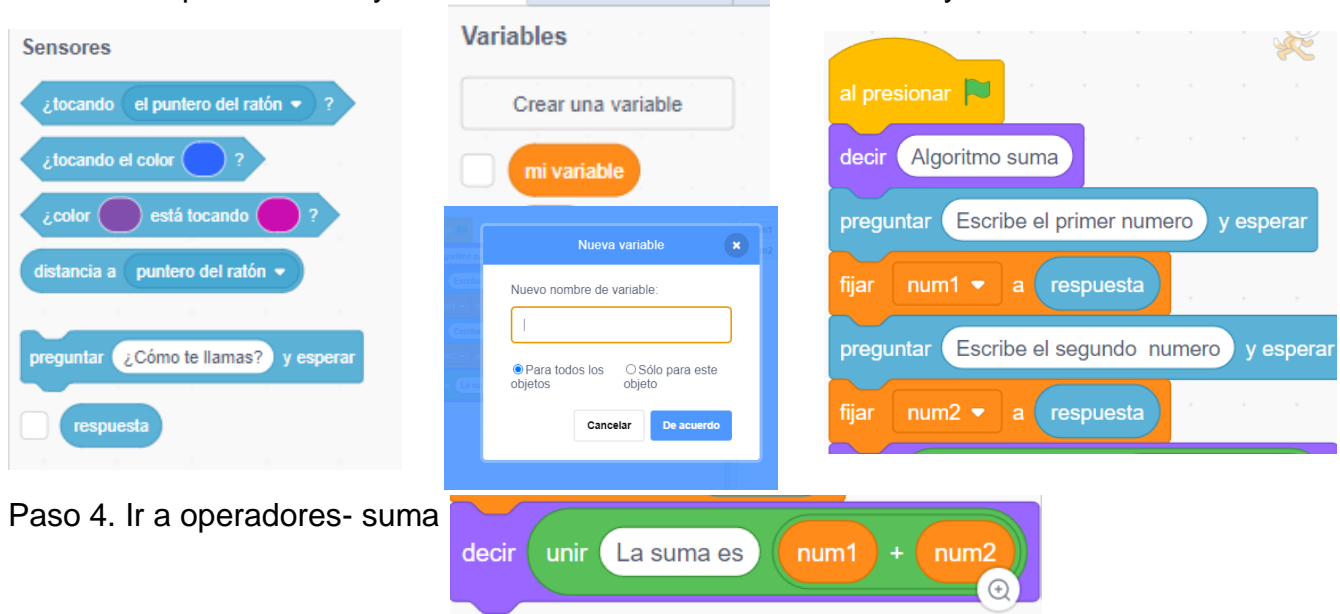 Sensores
¿tocando el puntero del ratón ?
¿tocando el color ?
¿color está tocando ?
distancia a puntero del ratón
preguntar ¿Cómo te llamas? y esperar
respuesta
Variables
Crear una variable
mi variable
Nueva variable
Nuevo nombre de variable:
Para todos los objetos
Sólo para este objeto
Cancelar De acuerdo
al presionar
decir Algoritmo suma
preguntar Escribe el primer numero y esperar
fijar num1 a respuesta
preguntar Escribe el segundo numero y esperar
fijar num2 a respuesta
Paso 4. Ir a operadores- suma
decir unir La suma es num1 + num2